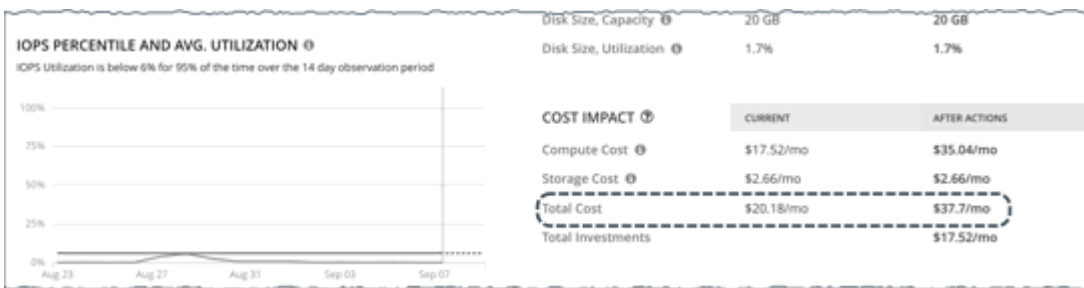 Disk Size, Capacity 20 GB 20 GB
IOPS PERCENTILE AND AVG. UTILIZATION
IOPS Utilization is below 6% for 95% of the time over the 14 day observation period
Disk Size, Utilization 1.7% 1.7%
100%
75%
50%
25%
0%
Aug 23 Aug 27 Aug 31 Sep 03 Sep 07
COST IMPACT CURRENT AFTER ACTIONS
Compute Cost $17.52/mo $35.04/mo
Storage Cost $2.66/mo $2.66/mo
Total Cost $20.18/mo $37.7/mo
Total Investments $17.52/mo